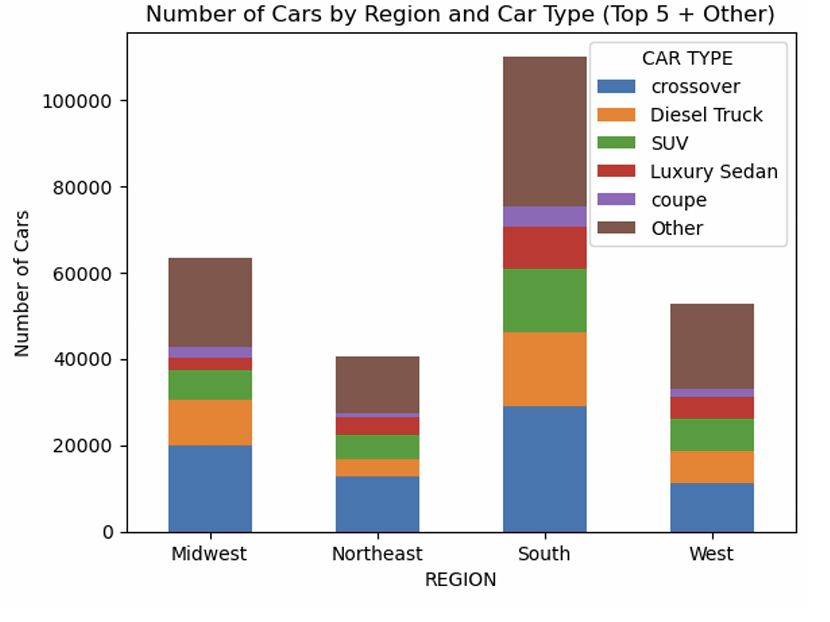 Number of Cars by Region and Car Type (Top 5 + Other)
CAR TYPE
crossover
Diesel Truck
SUV
Luxury Sedan
coupe
Other
Number of Cars
100000
80000
60000
40000
20000
0
Midwest
Northeast
South
West
REGION